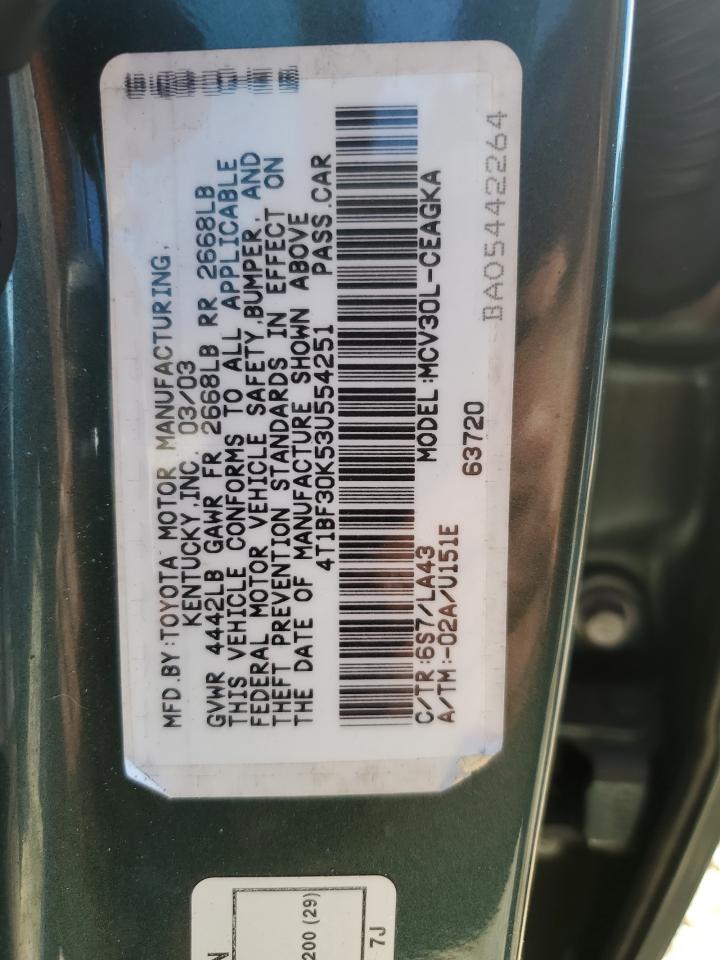 MFD.BY:TOYOTA MOTOR MANUFACTURING,
KENTUCKY,INC. 03/03
GVWR 4442LB GAWR FR 2668LB RR 2668LB
THIS VEHICLE CONFORMS TO ALL APPLICABLE
FEDERAL MOTOR VEHICLE SAFETY,BUMPER, AND
THEFT PREVENTION STANDARDS IN EFFECT ON
THE DATE OF MANUFACTURE SHOWN ABOVE
4T1BF30K53U554251 PASS.CAR
C/TR:6S7/LA43 MODEL:MCV30L-CEAGKA
A/TM:-02A/U151E
63720
BA05442264
200 (29)
7J